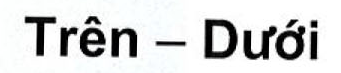 Trên – Dưới